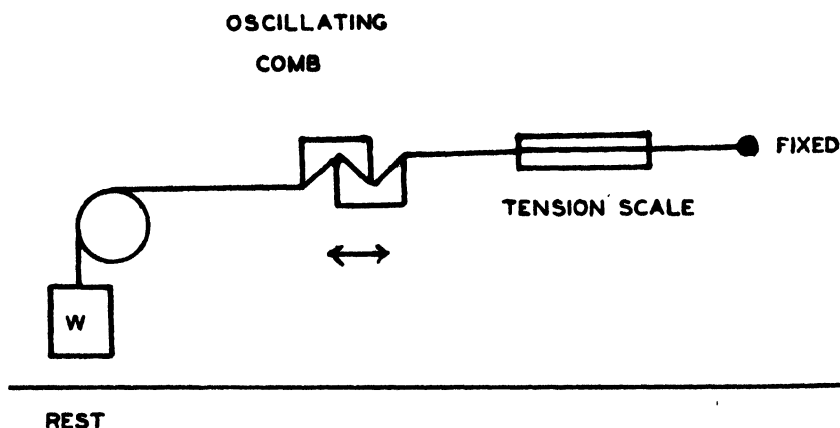 OSCILLATING
COMB
FIXED
TENSION SCALE
W
REST